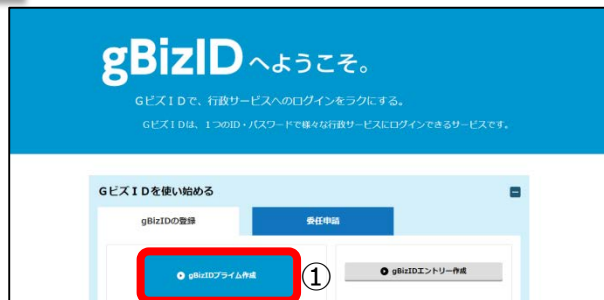 gBizIDへようこそ。
GビズIDで、行政サービスへのログインをラクにする。
GビズIDは、1つのID・パスワードで様々な行政サービスにログインできるサービスです。
GビズIDを使い始める
gBizIDの登録
委任申請
gBizIDプライム作成
①
gBizIDエントリー作成